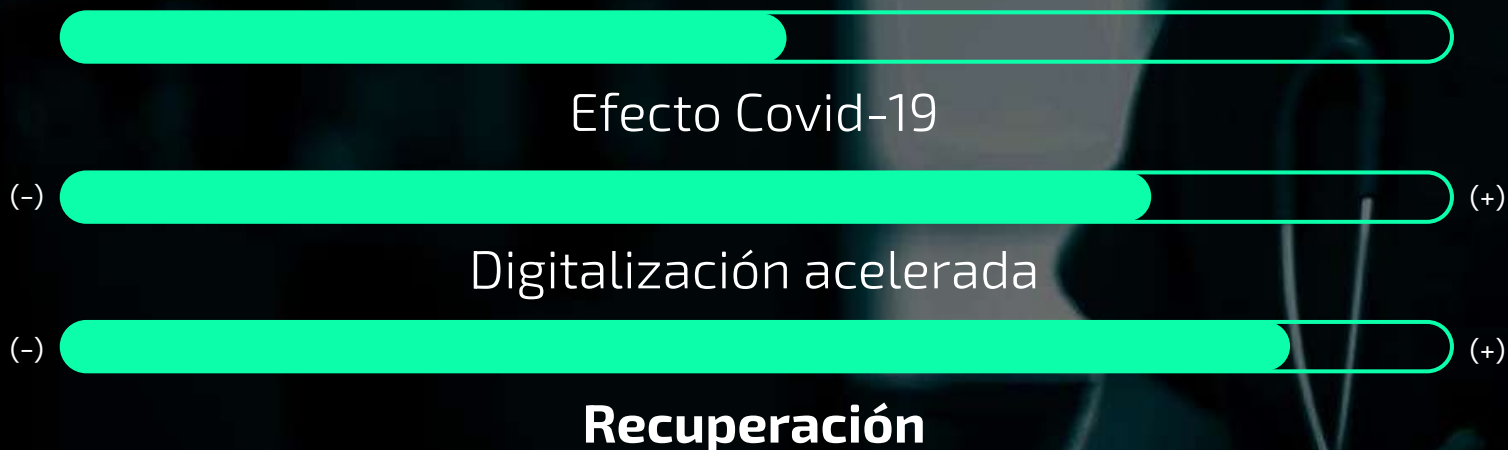 Efecto Covid-19
(-) (+)
Digitalización acelerada
(-) (+)
Recuperación